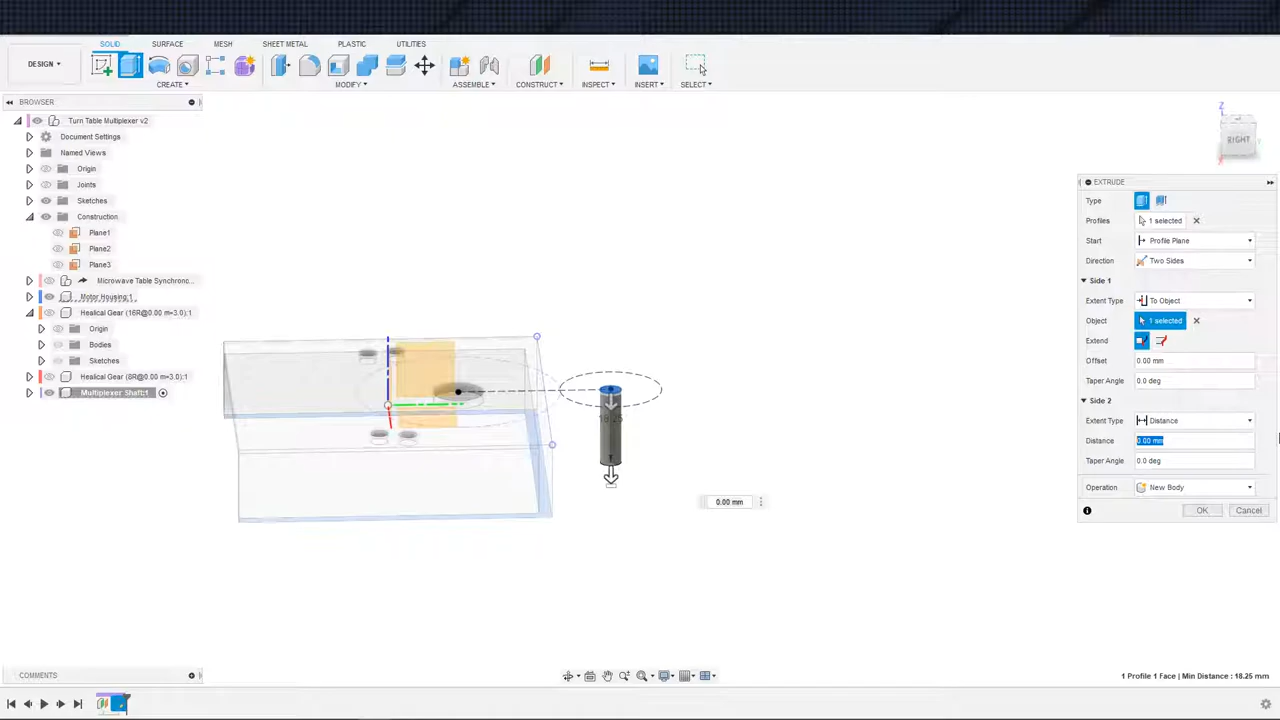 SOLID SURFACE MESH SHEET METAL PLASTIC UTILITIES
DESIGN
CREATE MODIFY ASSEMBLE CONSTRUCT INSPECT INSERT SELECT
BROWSER
Turn Table Multiplexer v2
Document Settings
Named Views
Origin
Joints
Sketches
Construction
Plane1
Plane2
Plane3
Microwave Table Synchrono...
Motor Housing:1
Healical Gear (16R@0.00 m=3.0):1
Origin
Bodies
Sketches
Healical Gear (8R@0.00 m=3.0):1
Multiplexer Shaft:1
Z
RIGHT
18.25
0.00 mm
EXTRUDE
Type
Profiles 1 selected
Start Profile Plane
Direction Two Sides
Side 1
Extent Type To Object
Object 1 selected
Extend
Offset 0.00 mm
Taper Angle 0.0 deg
Side 2
Extent Type Distance
Distance 0.00 mm
Taper Angle 0.0 deg
Operation New Body
OK Cancel
COMMENTS
1 Profile 1 Face | Min Distance : 18.25 mm